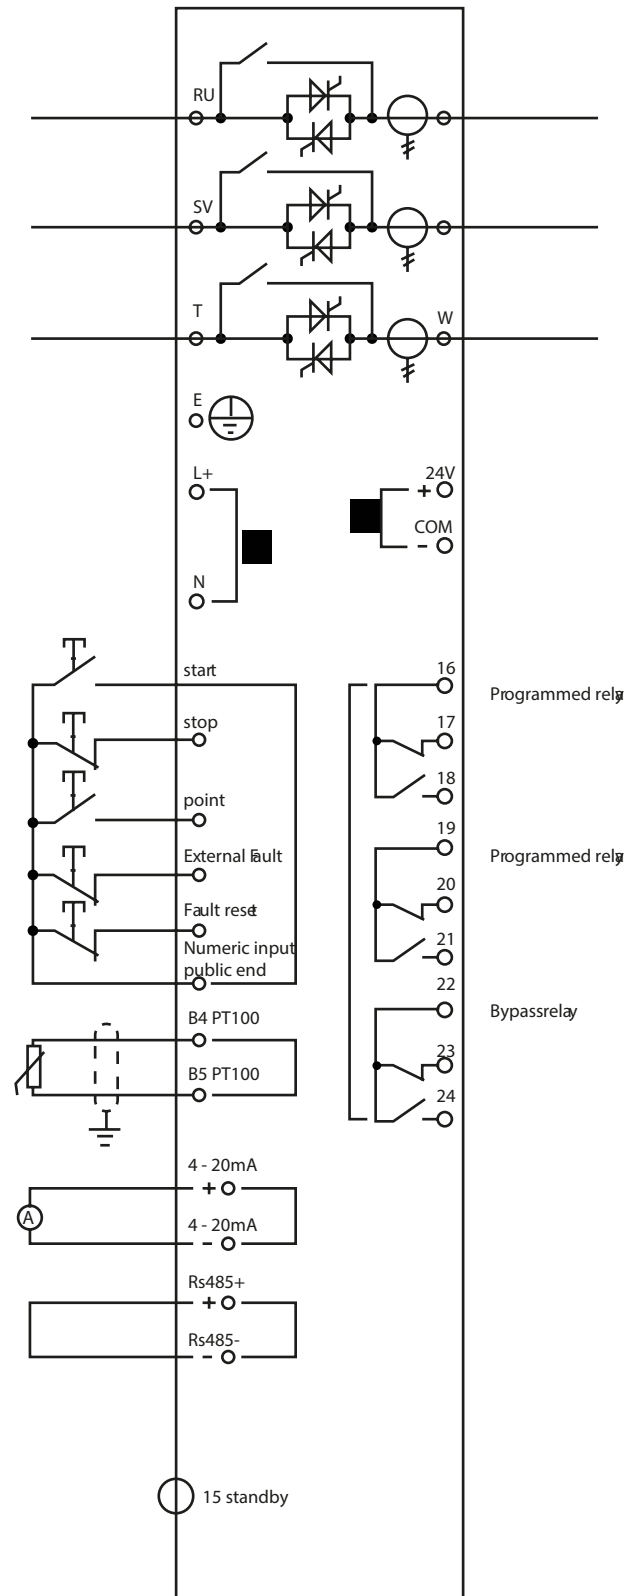 RU
SV
T
W
E
L+
24V
+
COM
-
N
start
16
Programmed relay
stop
17
point
18
19
External Fault
Programmed relay
20
Fault reset
21
Numeric input
public end
22
Bypassrelay
B4 PT100
23
B5 PT100
24
4 - 20mA
+
A
4 - 20mA
-
Rs485+
+
Rs485-
-
15 standby